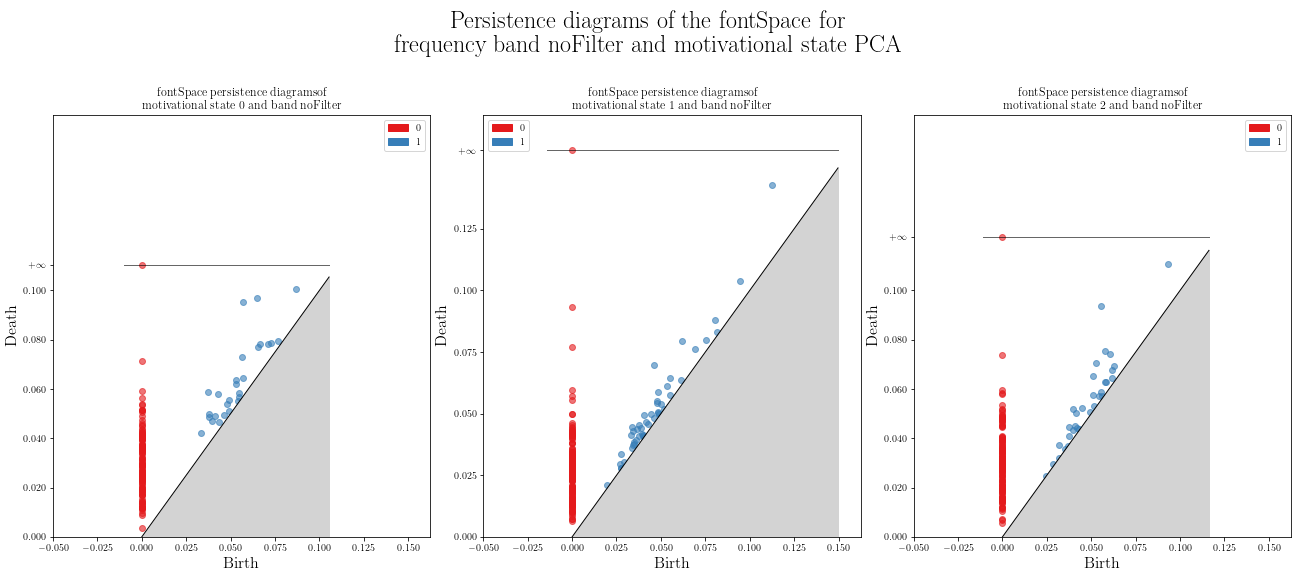 Persistence diagrams of the fontSpace for
frequency band noFilter and motivational state PCA
fontSpace persistence diagramsof
motivational state 0 and band noFilter
0
1
+∞
0.100
0.080
0.060
0.040
0.020
0.000
Death
−0.050 −0.025 0.000 0.025 0.050 0.075 0.100 0.125 0.150
Birth
fontSpace persistence diagramsof
motivational state 1 and band noFilter
0
1
+∞
0.125
0.100
0.075
0.050
0.025
0.000
Death
−0.050 −0.025 0.000 0.025 0.050 0.075 0.100 0.125 0.150
Birth
fontSpace persistence diagramsof
motivational state 2 and band noFilter
0
1
+∞
0.100
0.080
0.060
0.040
0.020
0.000
Death
−0.050 −0.025 0.000 0.025 0.050 0.075 0.100 0.125 0.150
Birth